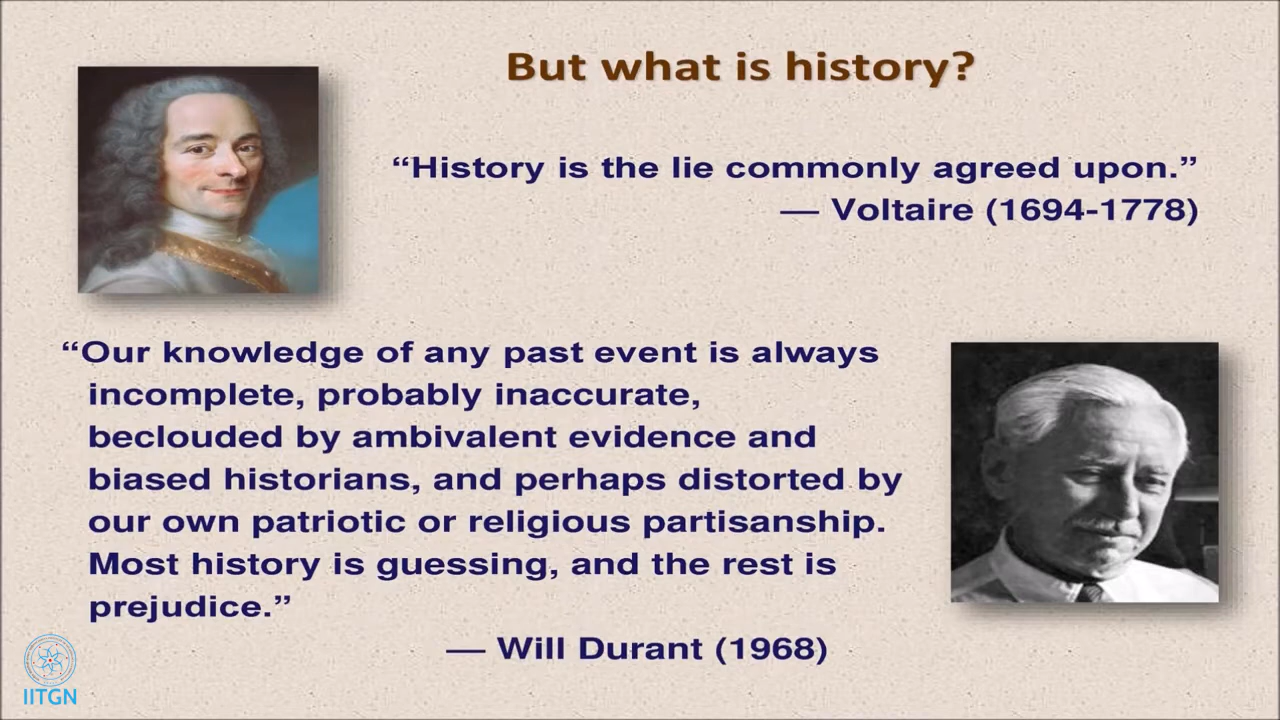 But what is history?
“History is the lie commonly agreed upon.”
— Voltaire (1694-1778)
“Our knowledge of any past event is always
incomplete, probably inaccurate,
beclouded by ambivalent evidence and
biased historians, and perhaps distorted by
our own patriotic or religious partisanship.
Most history is guessing, and the rest is
prejudice.”
— Will Durant (1968)
IITGN